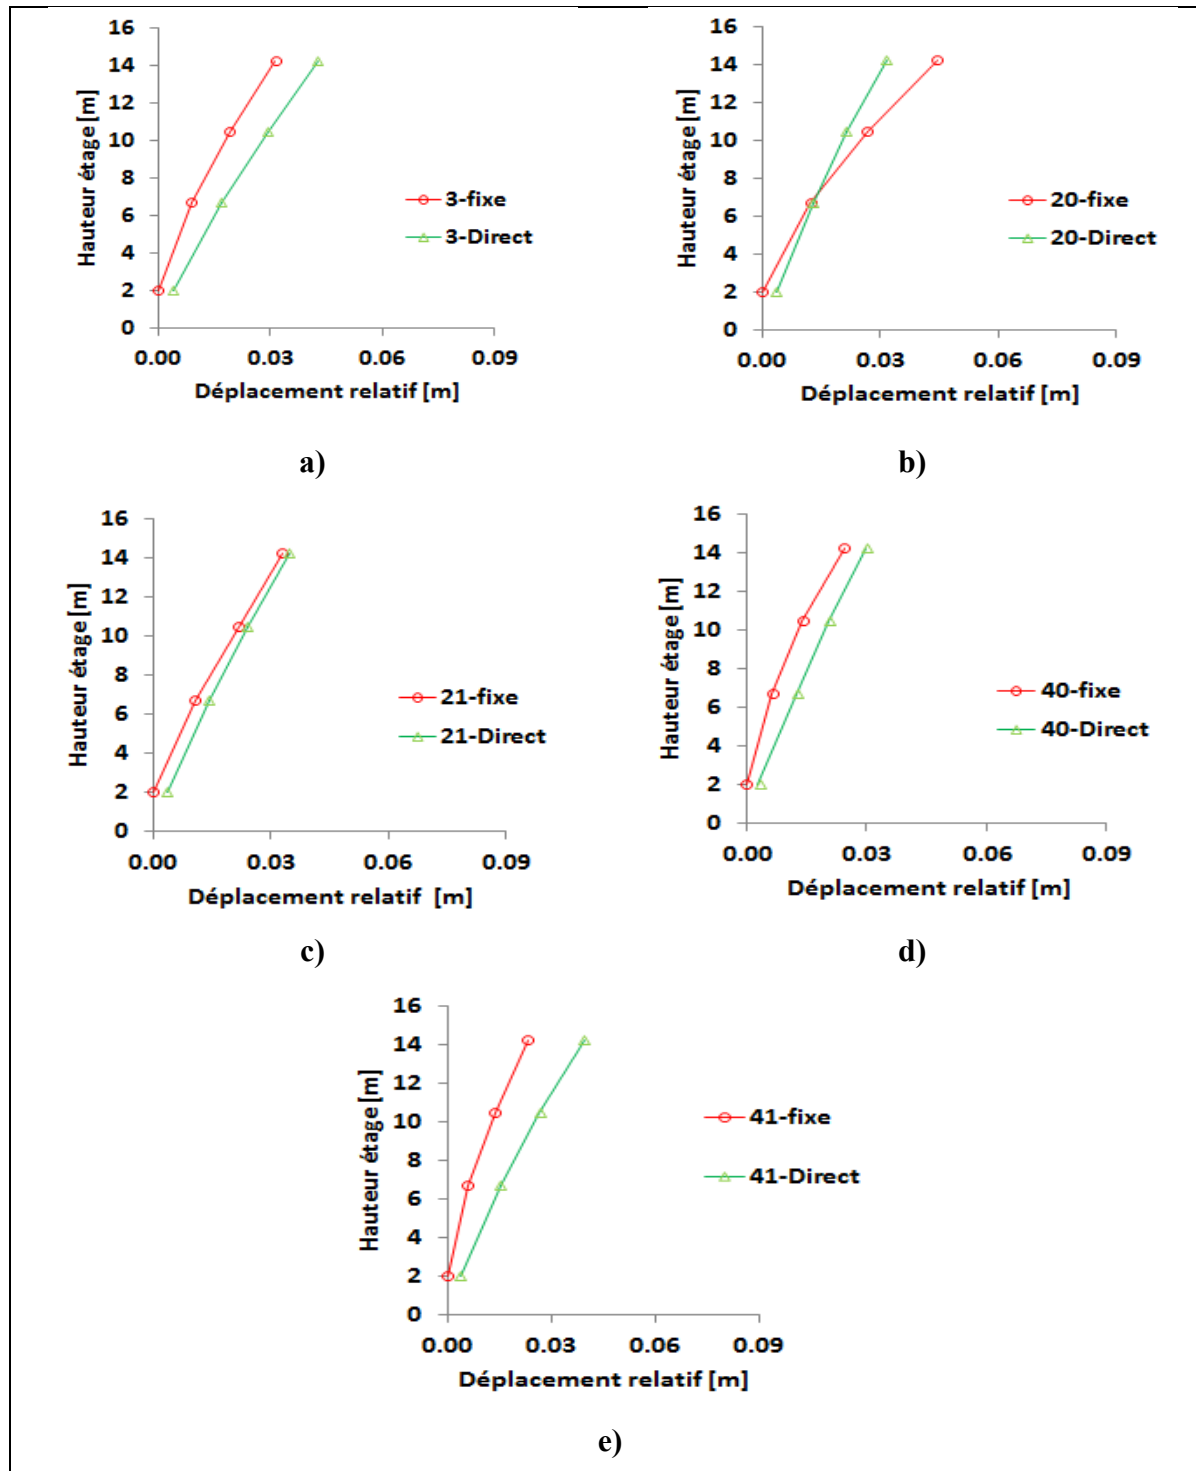 16
14
12
10
8
6
4
2
0
Hauteur étage [m]
3-fixe
3-Direct
0.00 0.03 0.06 0.09
Déplacement relatif [m]
a)
16
14
12
10
8
6
4
2
0
Hauteur étage [m]
20-fixe
20-Direct
0.00 0.03 0.06 0.09
Déplacement relatif [m]
b)
16
14
12
10
8
6
4
2
0
Hauteur étage [m]
21-fixe
21-Direct
0.00 0.03 0.06 0.09
Déplacement relatif [m]
c)
16
14
12
10
8
6
4
2
0
Hauteur étage [m]
40-fixe
40-Direct
0.00 0.03 0.06 0.09
Déplacement relatif [m]
d)
16
14
12
10
8
6
4
2
0
Hauteur étage [m]
41-fixe
41-Direct
0.00 0.03 0.06 0.09
Déplacement relatif [m]
e)